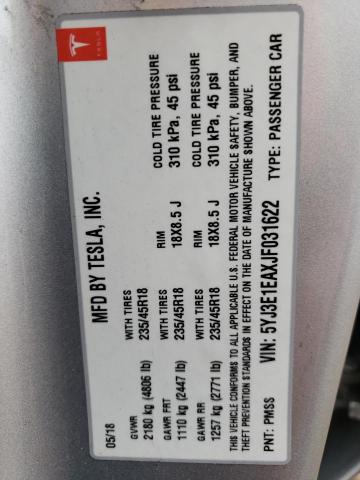 TESLA
MFD BY TESLA, INC.
05/18
GVWR WITH TIRES RIM COLD TIRE PRESSURE
2180 kg (4806 lb) 235/45R18 18X8.5 J 310 kPa, 45 psi
GAWR FRT WITH TIRES RIM COLD TIRE PRESSURE
1110 kg (2447 lb) 235/45R18 18X8.5 J 310 kPa, 45 psi
GAWR RR WITH TIRES
1257 kg (2771 lb) 235/45R18
THIS VEHICLE CONFORMS TO ALL APPLICABLE U.S. FEDERAL MOTOR VEHICLE SAFETY, BUMPER, AND
THEFT PREVENTION STANDARDS IN EFFECT ON THE DATE OF MANUFACTURE SHOWN ABOVE.
PNT: PMSS VIN: 5YJ3E1EAXJF031622 TYPE: PASSENGER CAR